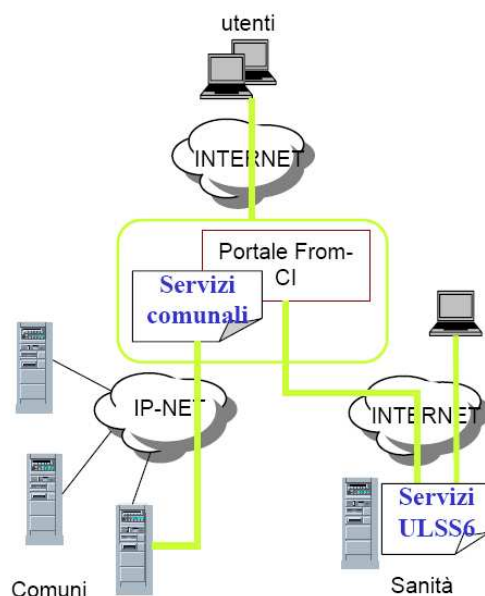 utenti
INTERNET
Portale From-
CI
Servizi
comunali
IP-NET
INTERNET
Servizi
ULSS6
Comuni
Sanità